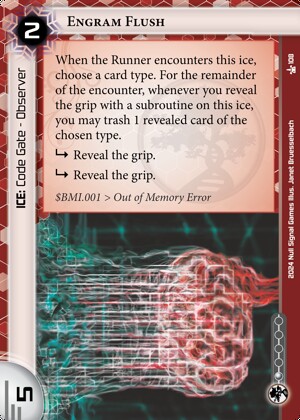 2
ENGRAM FLUSH
ICE: Code Gate - Observer
When the Runner encounters this ice,
choose a card type. For the remainder
of the encounter, whenever you reveal
the grip with a subroutine on this ice,
you may trash 1 revealed card of the
chosen type.
Reveal the grip.
Reveal the grip.
$BMI.001 > Out of Memory Error
108
2024 Null Signal Games Illus. Janet Bruesselbach
5